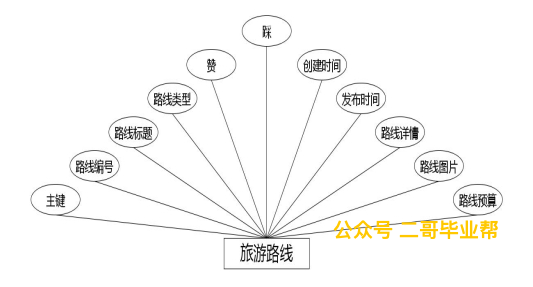 踩
赞
创建时间
路线类型
发布时间
路线标题
路线详情
路线编号
路线图片
主键
路线预算
公众号 二哥毕业帮
旅游路线